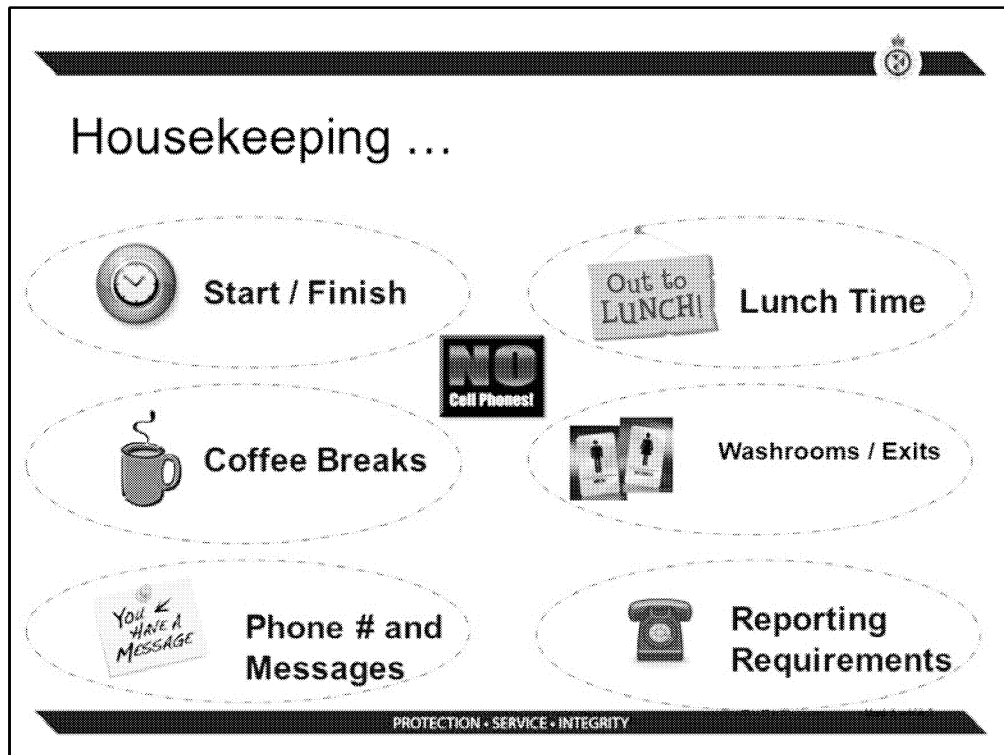 Housekeeping ...
Start / Finish
Out to
LUNCH!
Lunch Time
NO
Cell Phones!
Coffee Breaks
Washrooms / Exits
YOU
HAVE A
MESSAGE
Phone # and
Messages
Reporting
Requirements
PROTECTION • SERVICE • INTEGRITY